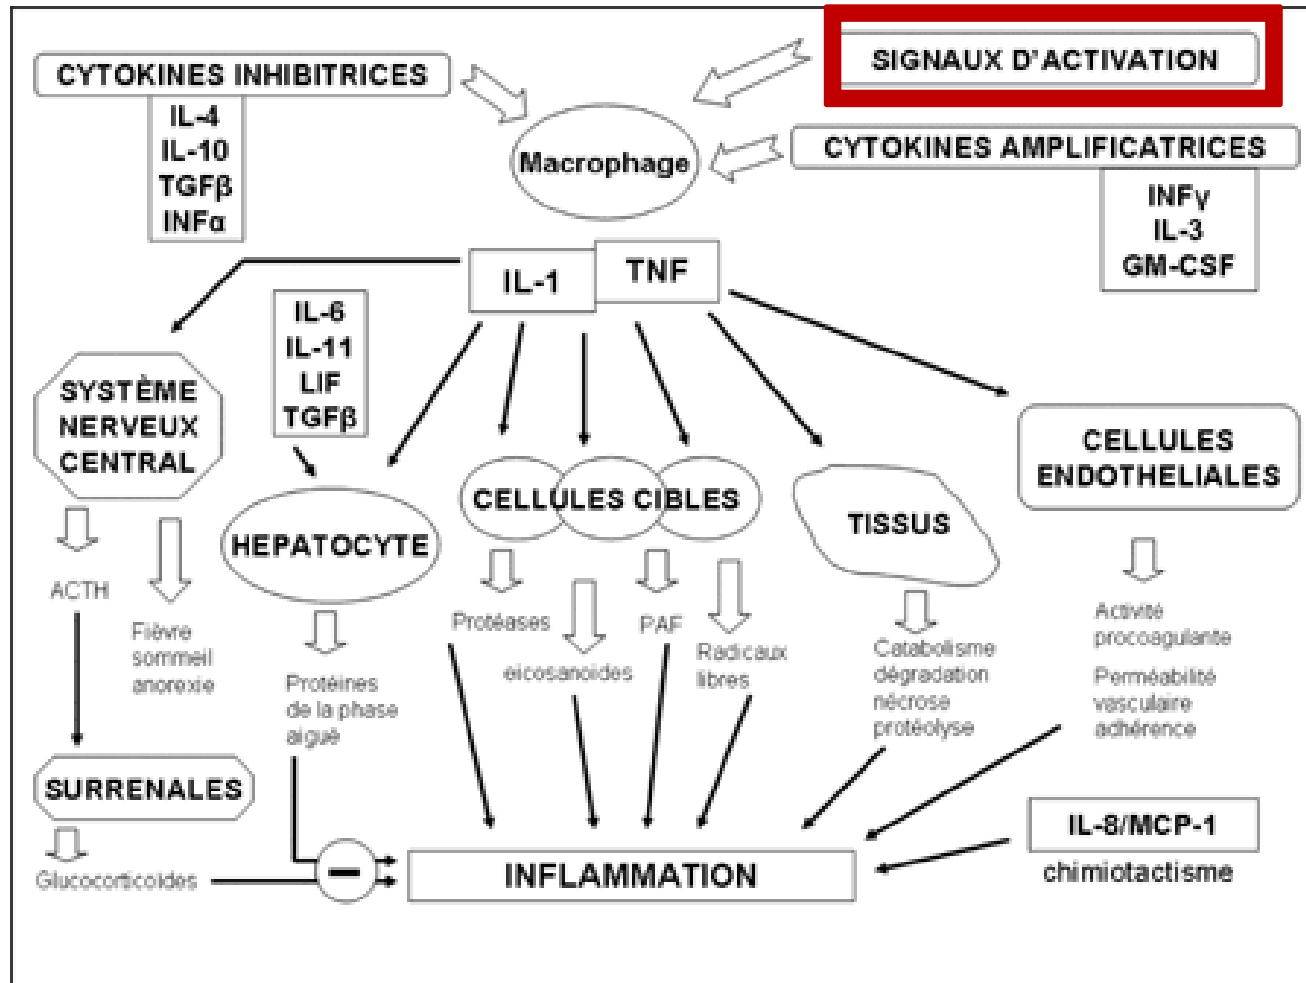 CYTOKINES INHIBITRICES
IL-4
IL-10
TGFβ
INFα
SIGNAUX D'ACTIVATION
Macrophage
CYTOKINES AMPLIFICATRICES
INFγ
IL-3
GM-CSF
IL-1
TNF
IL-6
IL-11
LIF
TGFβ
SYSTÈME
NERVEUX
CENTRAL
HEPATOCYTE
CELLULES CIBLES
TISSUS
CELLULES
ENDOTHELIALES
ACTH
Fièvre
sommeil
anorexie
Protéines
de la phase
aiguë
Protéases
eicosanoides
PAF
Radicaux
libres
Catabolisme
dégradation
nécrose
protéolyse
Activité
procoagulante
Perméabilité
vasculaire
adhérence
SURRENALES
Glucocorticoïdes
–
INFLAMMATION
IL-8/MCP-1
chimiotactisme